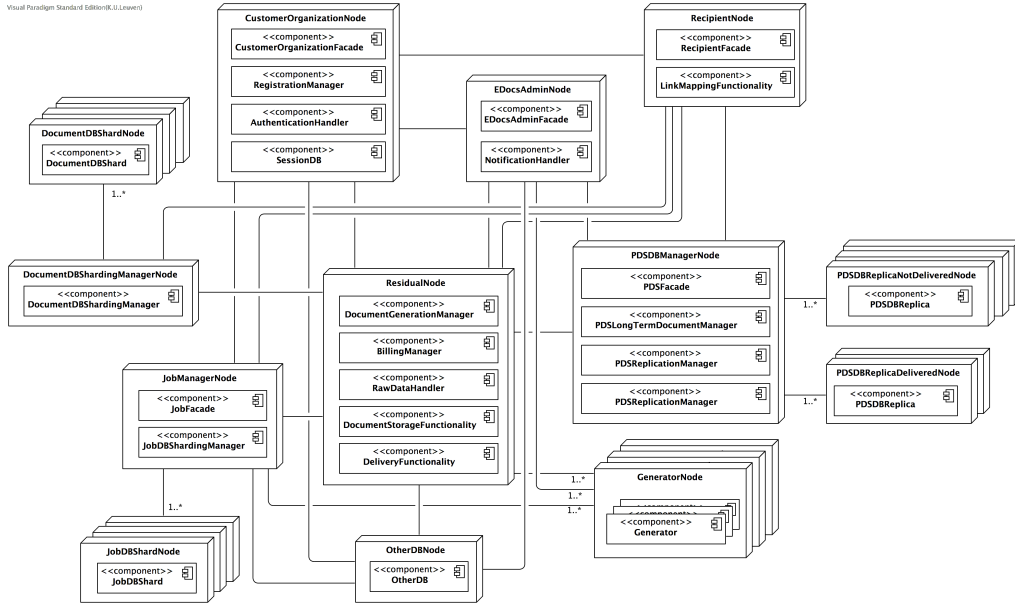 Visual Paradigm Standard Edition(K.U.Leuven)
CustomerOrganizationNode
<<component>>
CustomerOrganizationFacade
<<component>>
RegistrationManager
<<component>>
AuthenticationHandler
<<component>>
SessionDB
RecipientNode
<<component>>
RecipientFacade
<<component>>
LinkMappingFunctionality
EDocsAdminNode
<<component>>
EDocsAdminFacade
<<component>>
NotificationHandler
DocumentDBShardNode
<<component>>
DocumentDBShard
1..*
DocumentDBShardingManagerNode
<<component>>
DocumentDBShardingManager
ResidualNode
<<component>>
DocumentGenerationManager
<<component>>
BillingManager
<<component>>
RawDataHandler
<<component>>
DocumentStorageFunctionality
<<component>>
DeliveryFunctionality
PDSDBManagerNode
<<component>>
PDSFacade
<<component>>
PDSLongTermDocumentManager
<<component>>
PDSReplicationManager
<<component>>
PDSReplicationManager
PDSDBReplicaNotDeliveredNode
<<component>>
PDSDBReplica
1..*
PDSDBReplicaDeliveredNode
<<component>>
PDSDBReplica
1..*
JobManagerNode
<<component>>
JobFacade
<<component>>
JobDBShardingManager
1..*
GeneratorNode
<<component>>
Generator
1..*
1..*
1..*
JobDBShardNode
<<component>>
JobDBShard
OtherDBNode
<<component>>
OtherDB